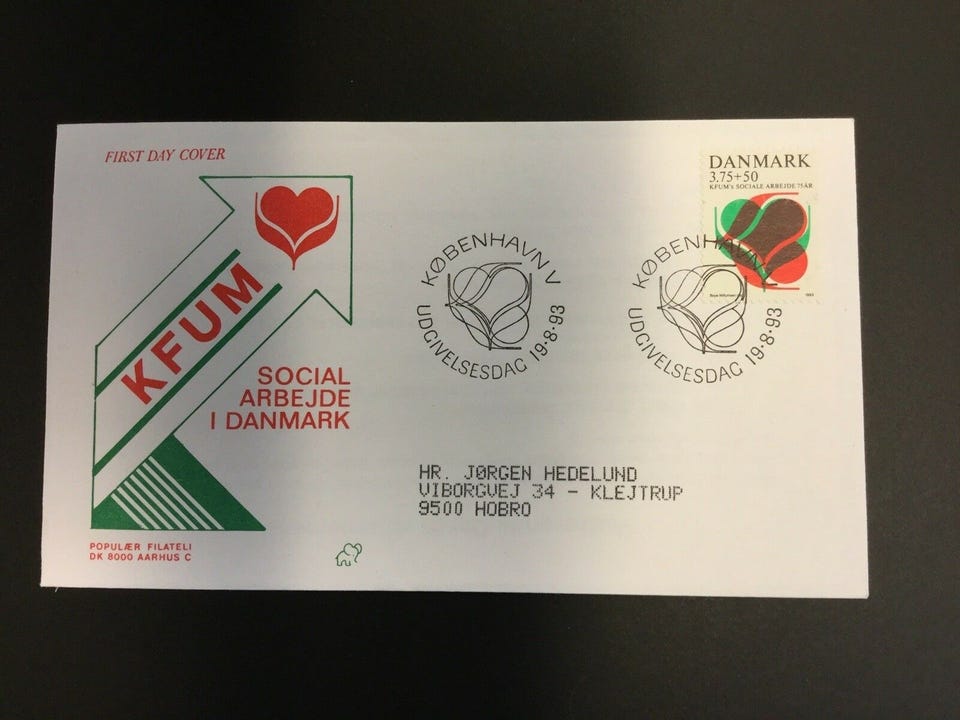 FIRST DAY COVER
KFUM
SOCIAL
ARBEJDE
I DANMARK
POPULÆR FILATELI
DK 8000 AARHUS C
KØBENHAVN V
UDGIVELSESDAG 19·8·93
KØBENHAVN V
UDGIVELSESDAG 19·8·93
DANMARK
3.75+50
KFUM's SOCIALE ARBEJDE 75 ÅR
1993
HR. JØRGEN HEDELUND
VIBORGVEJ 34 - KLEJTRUP
9500 HOBRO